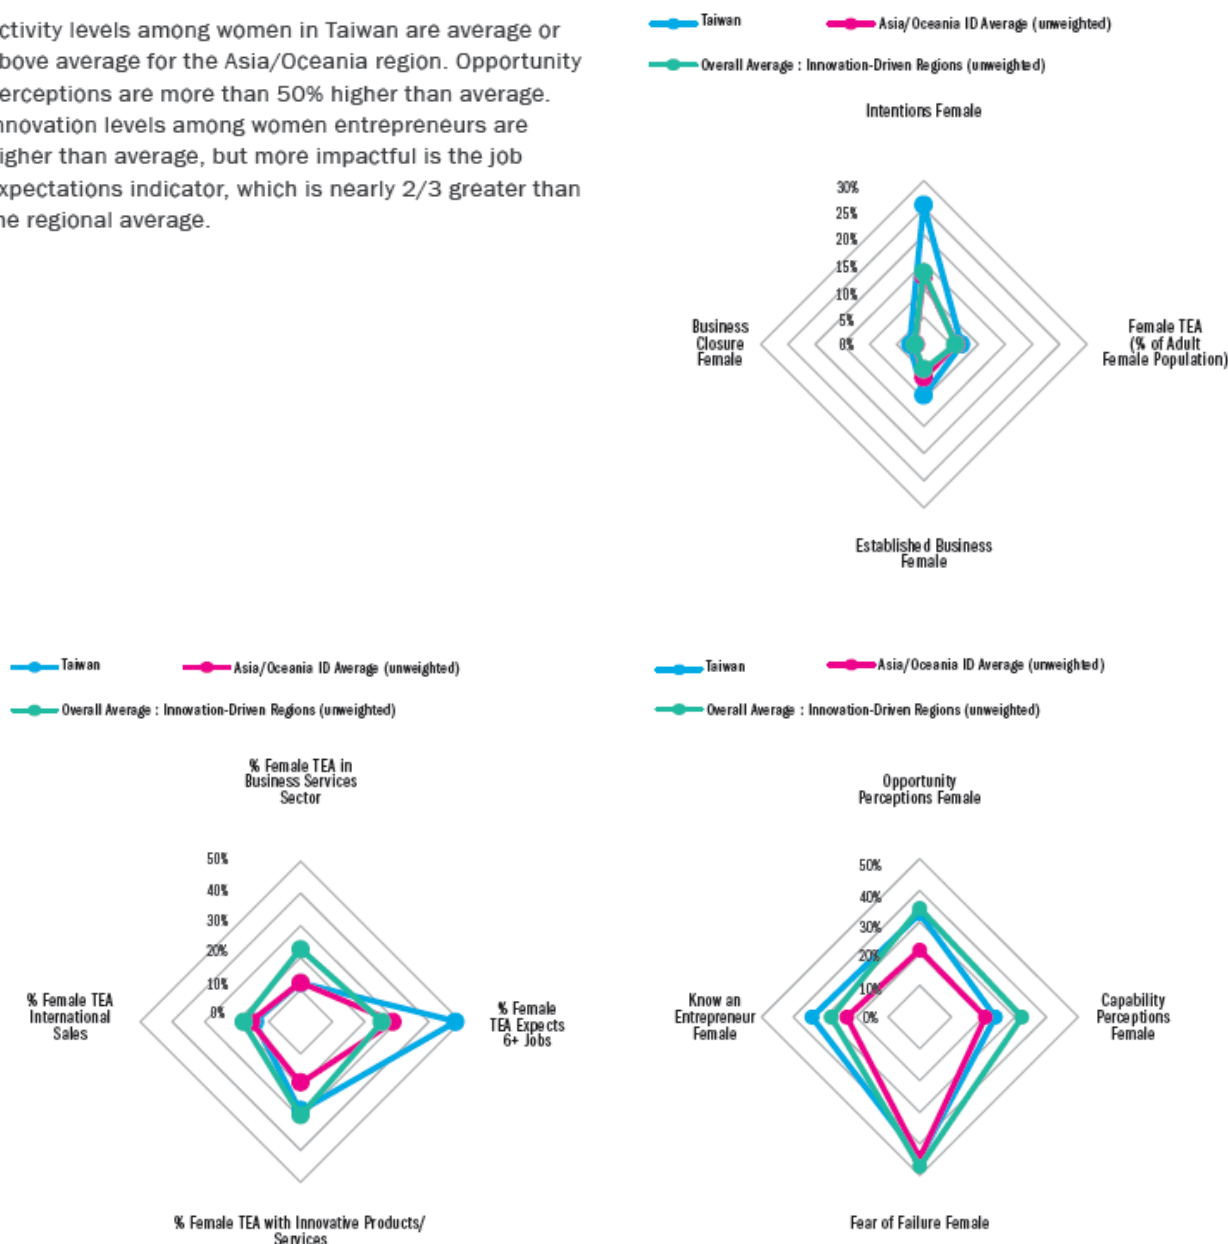 ctivity levels among women in Taiwan are average or
bove average for the Asia/Oceania region. Opportunity
erceptions are more than 50% higher than average.
nnovation levels among women entrepreneurs are
igher than average, but more impactful is the job
xpectations indicator, which is nearly 2/3 greater than
he regional average.
Taiwan
Asia/Oceania ID Average (unweighted)
Overall Average : Innovation-Driven Regions (unweighted)
Intentions Female
30%
25%
20%
15%
10%
5%
0%
Business
Closure
Female
Female TEA
(% of Adult
Female Population)
Established Business
Female
Taiwan
Asia/Oceania ID Average (unweighted)
Overall Average : Innovation-Driven Regions (unweighted)
% Female TEA in
Business Services
Sector
50%
40%
30%
20%
10%
0%
% Female TEA
International
Sales
% Female
TEA Expects
6+ Jobs
% Female TEA with Innovative Products/
Services
Taiwan
Asia/Oceania ID Average (unweighted)
Overall Average : Innovation-Driven Regions (unweighted)
Opportunity
Perceptions Female
50%
40%
30%
20%
10%
0%
Know an
Entrepreneur
Female
Capability
Perceptions
Female
Fear of Failure Female